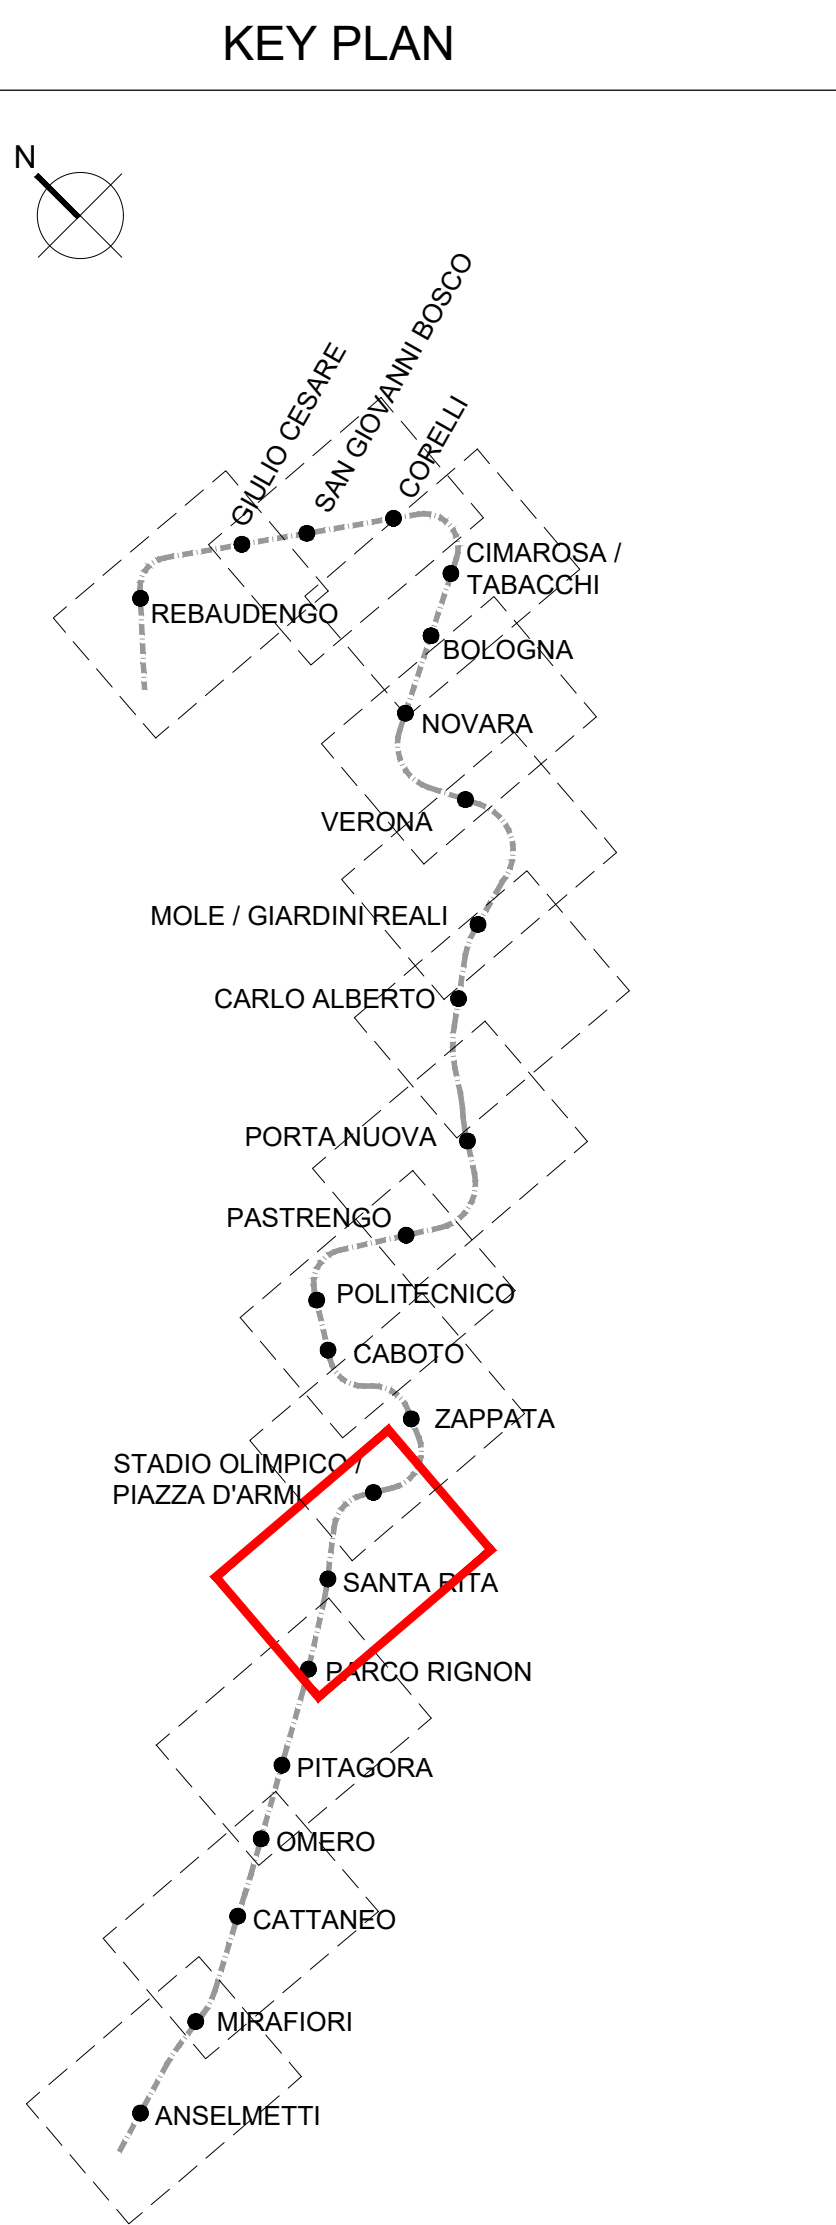 KEY PLAN
N
GIULIO CESARE
SAN GIOVANNI BOSCO
CORELLI
CIMAROSA /
TABACCHI
REBAUDENGO
BOLOGNA
NOVARA
VERONA
MOLE / GIARDINI REALI
CARLO ALBERTO
PORTA NUOVA
PASTRENGO
POLITECNICO
CABOTO
ZAPPATA
STADIO OLIMPICO /
PIAZZA D'ARMI
SANTA RITA
PARCO RIGNON
PITAGORA
OMERO
CATTANEO
MIRAFIORI
ANSELMETTI